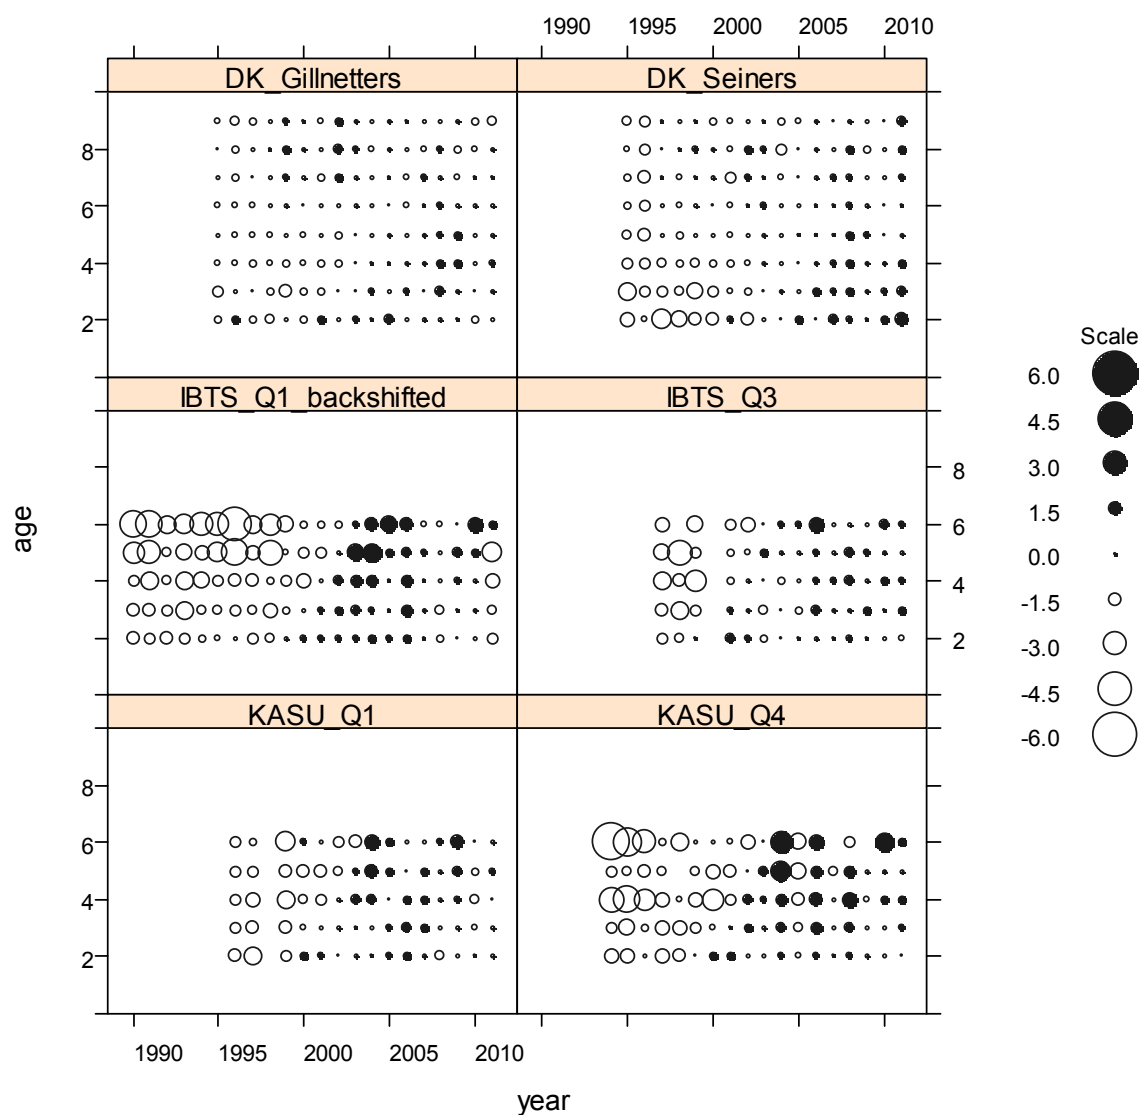 1990 1995 2000 2005 2010
DK_Gillnetters DK_Seiners
8
6
4
2
IBTS_Q1_backshifted IBTS_Q3
8
6
4
2
KASU_Q1 KASU_Q4
8
6
4
2
1990 1995 2000 2005 2010
year
age
Scale
6.0
4.5
3.0
1.5
0.0
-1.5
-3.0
-4.5
-6.0